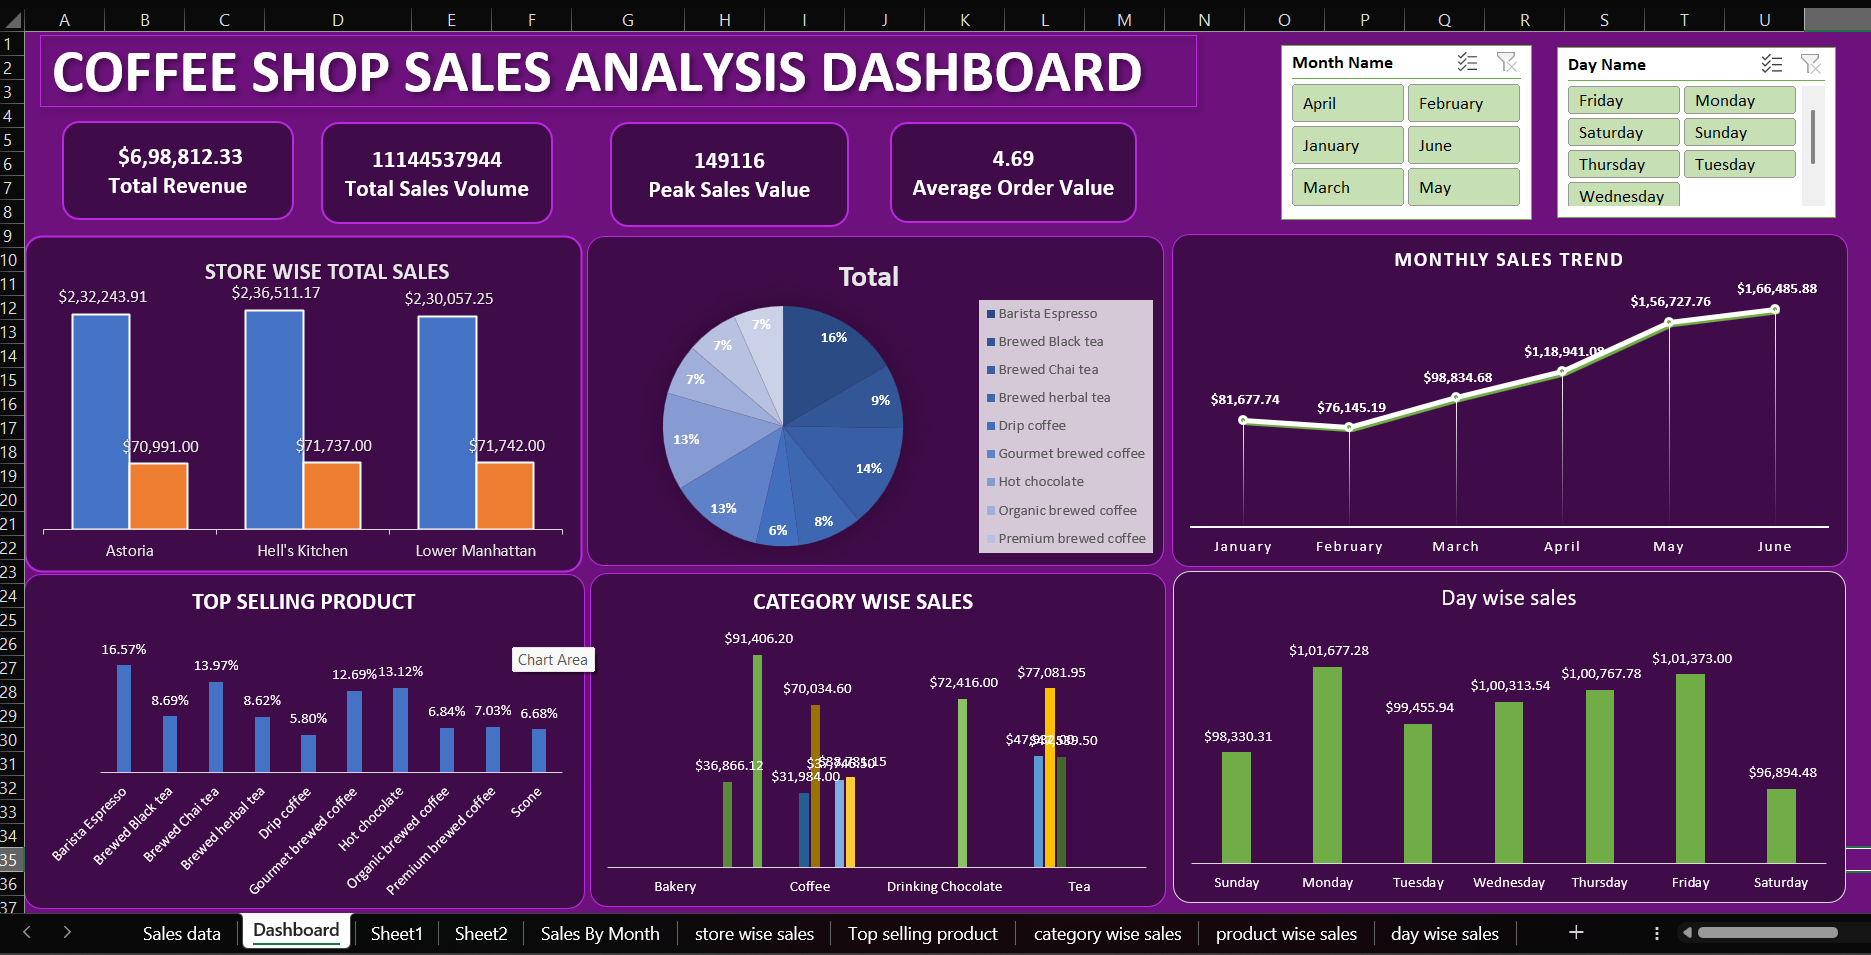 A B C D E F G H I J K L M N O P Q R S T U
1
2
3
4
5
6
7
8
9
10
11
12
13
14
15
16
17
18
19
20
21
22
23
24
25
26
27
28
29
30
31
32
33
34
35
36
37
COFFEE SHOP SALES ANALYSIS DASHBOARD
$6,98,812.33
Total Revenue
11144537944
Total Sales Volume
149116
Peak Sales Value
4.69
Average Order Value
Month Name
April February
January June
March May
Day Name
Friday Monday
Saturday Sunday
Thursday Tuesday
Wednesday
STORE WISE TOTAL SALES
$2,32,243.91 $2,36,511.17 $2,30,057.25
$70,991.00 $71,737.00 $71,742.00
Astoria Hell's Kitchen Lower Manhattan
Total
16%
9%
14%
8%
6%
13%
13%
7%
7%
7%
Barista Espresso
Brewed Black tea
Brewed Chai tea
Brewed herbal tea
Drip coffee
Gourmet brewed coffee
Hot chocolate
Organic brewed coffee
Premium brewed coffee
MONTHLY SALES TREND
$81,677.74 $76,145.19 $98,834.68 $1,18,941.08 $1,56,727.76 $1,66,485.88
January February March April May June
TOP SELLING PRODUCT
16.57% 8.69% 13.97% 8.62% 5.80% 12.69% 13.12% 6.84% 7.03% 6.68%
Barista Espresso
Brewed Black tea
Brewed Chai tea
Brewed herbal tea
Drip coffee
Gourmet brewed coffee
Hot chocolate
Organic brewed coffee
Premium brewed coffee
Scone
Chart Area
CATEGORY WISE SALES
$91,406.20
$36,866.12
$70,034.60
$31,984.00
$72,416.00
$77,081.95
Bakery Coffee Drinking Chocolate Tea
Day wise sales
$98,330.31 $1,01,677.28 $99,455.94 $1,00,313.54 $1,00,767.78 $1,01,373.00 $96,894.48
Sunday Monday Tuesday Wednesday Thursday Friday Saturday
Sales data Dashboard Sheet1 Sheet2 Sales By Month store wise sales Top selling product category wise sales product wise sales day wise sales